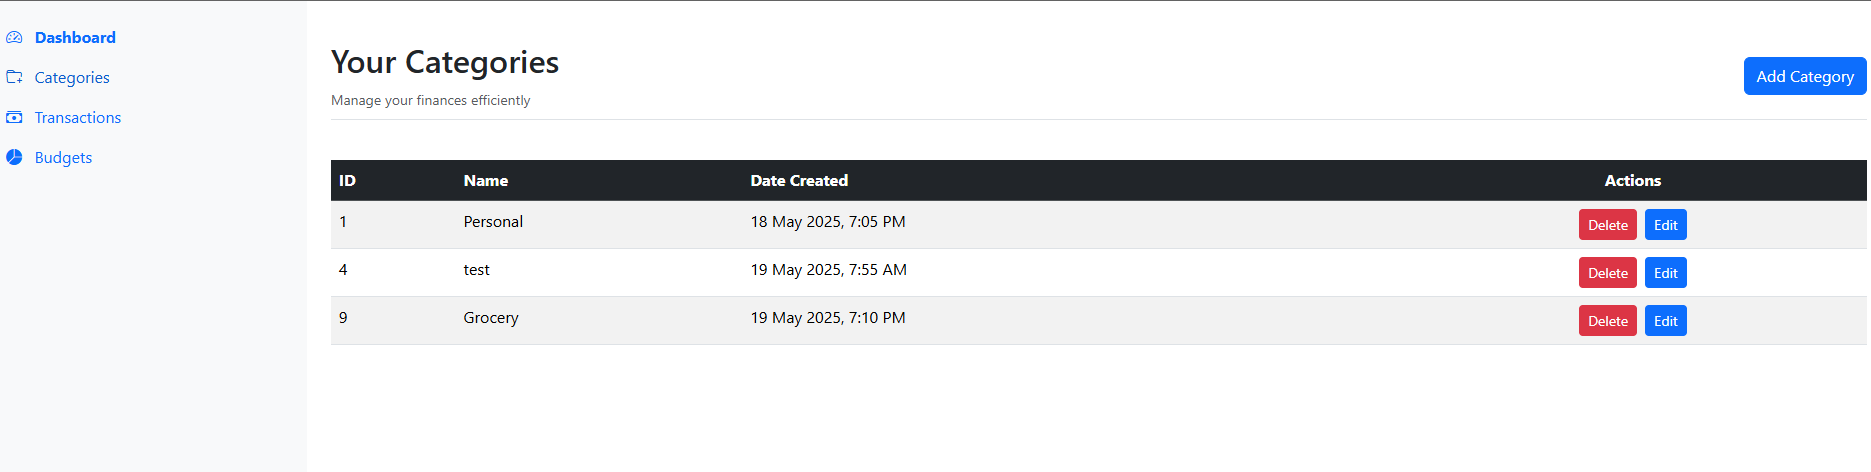 Dashboard
Categories
Transactions
Budgets
Your Categories
Manage your finances efficiently
Add Category
ID Name Date Created Actions
1 Personal 18 May 2025, 7:05 PM Delete Edit
4 test 19 May 2025, 7:55 AM Delete Edit
9 Grocery 19 May 2025, 7:10 PM Delete Edit